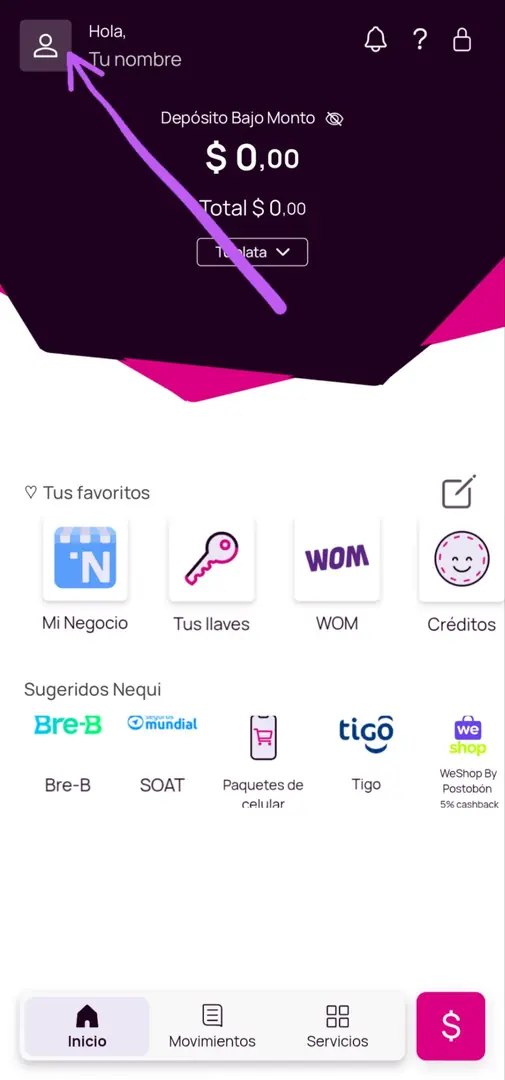 Hola,
Tu nombre
Depósito Bajo Monto
$ 0,00
Total $ 0,00
Tu plata
♡ Tus favoritos
N
WOM
Mi Negocio
Tus llaves
WOM
Créditos
Sugeridos Nequi
Bre-B
mundial
tigo
we
shop
Bre-B
SOAT
Paquetes de
celular
Tigo
WeShop By
Postobón
5% cashback
Inicio
Movimientos
Servicios
$